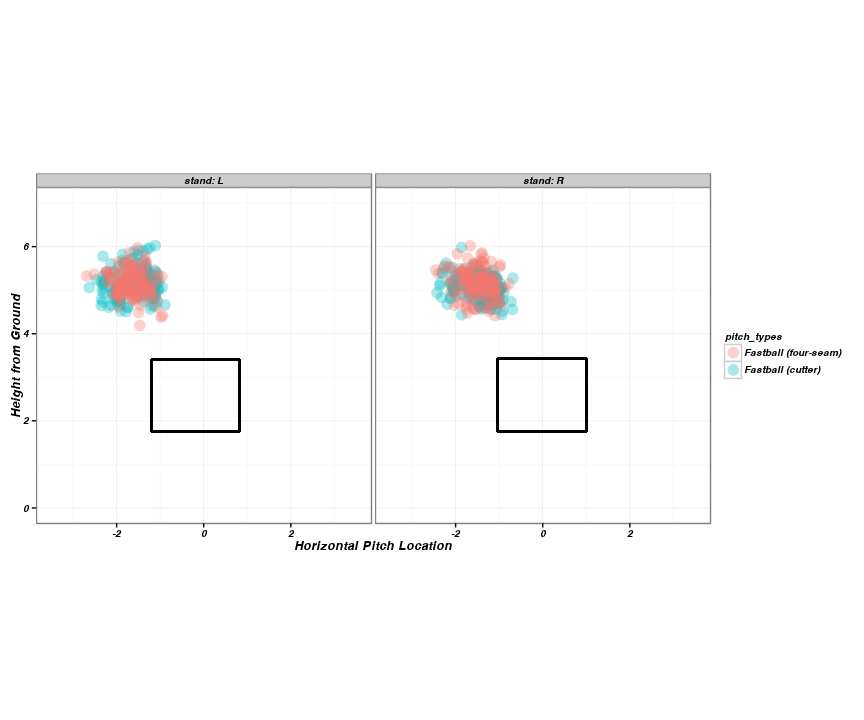 stand: L
stand: R
6
4
2
0
Height from Ground
-2
0
2
-2
0
2
Horizontal Pitch Location
pitch_types
Fastball (four-seam)
Fastball (cutter)